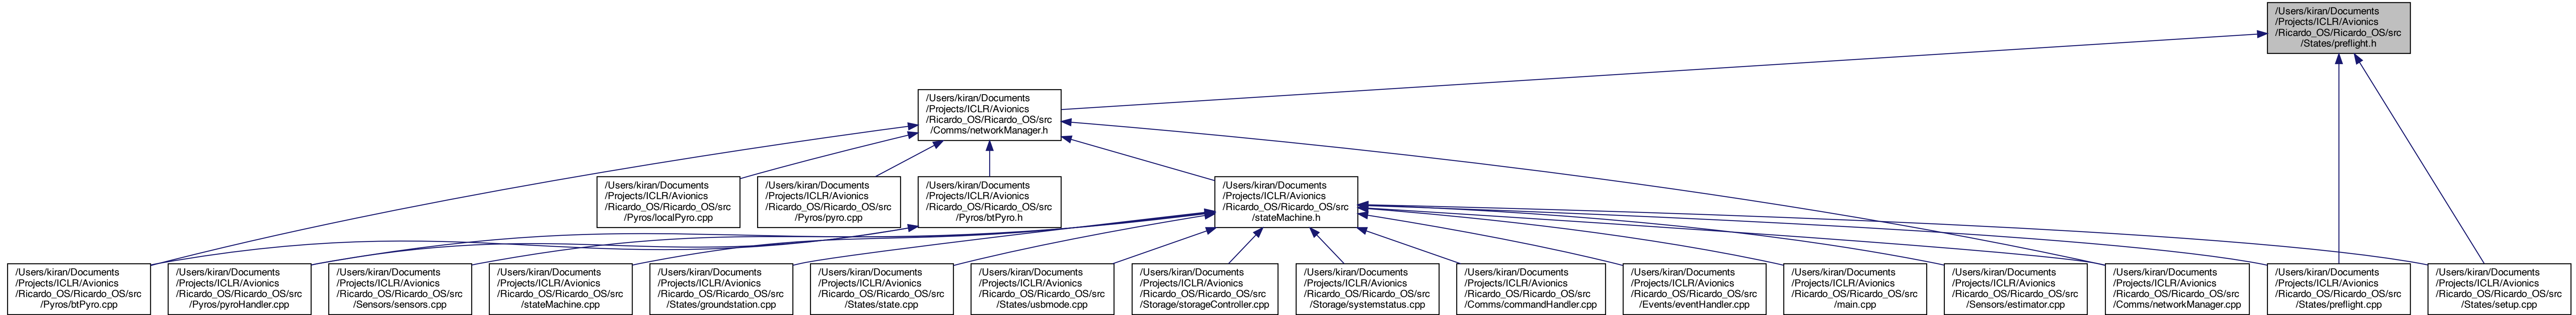 /Users/kiran/Documents
/Projects/ICLR/Avionics
/Ricardo_OS/Ricardo_OS/src
/States/preflight.h
/Users/kiran/Documents
/Projects/ICLR/Avionics
/Ricardo_OS/Ricardo_OS/src
/Comms/networkManager.h
/Users/kiran/Documents
/Projects/ICLR/Avionics
/Ricardo_OS/Ricardo_OS/src
/Pyros/localPyro.cpp
/Users/kiran/Documents
/Projects/ICLR/Avionics
/Ricardo_OS/Ricardo_OS/src
/Pyros/pyro.cpp
/Users/kiran/Documents
/Projects/ICLR/Avionics
/Ricardo_OS/Ricardo_OS/src
/Pyros/btPyro.h
/Users/kiran/Documents
/Projects/ICLR/Avionics
/Ricardo_OS/Ricardo_OS/src
/stateMachine.h
/Users/kiran/Documents
/Projects/ICLR/Avionics
/Ricardo_OS/Ricardo_OS/src
/Pyros/btPyro.cpp
/Users/kiran/Documents
/Projects/ICLR/Avionics
/Ricardo_OS/Ricardo_OS/src
/Pyros/pyroHandler.cpp
/Users/kiran/Documents
/Projects/ICLR/Avionics
/Ricardo_OS/Ricardo_OS/src
/Sensors/sensors.cpp
/Users/kiran/Documents
/Projects/ICLR/Avionics
/Ricardo_OS/Ricardo_OS/src
/stateMachine.cpp
/Users/kiran/Documents
/Projects/ICLR/Avionics
/Ricardo_OS/Ricardo_OS/src
/States/groundstation.cpp
/Users/kiran/Documents
/Projects/ICLR/Avionics
/Ricardo_OS/Ricardo_OS/src
/States/state.cpp
/Users/kiran/Documents
/Projects/ICLR/Avionics
/Ricardo_OS/Ricardo_OS/src
/States/usbmode.cpp
/Users/kiran/Documents
/Projects/ICLR/Avionics
/Ricardo_OS/Ricardo_OS/src
/Storage/storageController.cpp
/Users/kiran/Documents
/Projects/ICLR/Avionics
/Ricardo_OS/Ricardo_OS/src
/Storage/systemstatus.cpp
/Users/kiran/Documents
/Projects/ICLR/Avionics
/Ricardo_OS/Ricardo_OS/src
/Comms/commandHandler.cpp
/Users/kiran/Documents
/Projects/ICLR/Avionics
/Ricardo_OS/Ricardo_OS/src
/Events/eventHandler.cpp
/Users/kiran/Documents
/Projects/ICLR/Avionics
/Ricardo_OS/Ricardo_OS/src
/main.cpp
/Users/kiran/Documents
/Projects/ICLR/Avionics
/Ricardo_OS/Ricardo_OS/src
/Sensors/estimator.cpp
/Users/kiran/Documents
/Projects/ICLR/Avionics
/Ricardo_OS/Ricardo_OS/src
/Comms/networkManager.cpp
/Users/kiran/Documents
/Projects/ICLR/Avionics
/Ricardo_OS/Ricardo_OS/src
/States/preflight.cpp
/Users/kiran/Documents
/Projects/ICLR/Avionics
/Ricardo_OS/Ricardo_OS/src
/States/setup.cpp